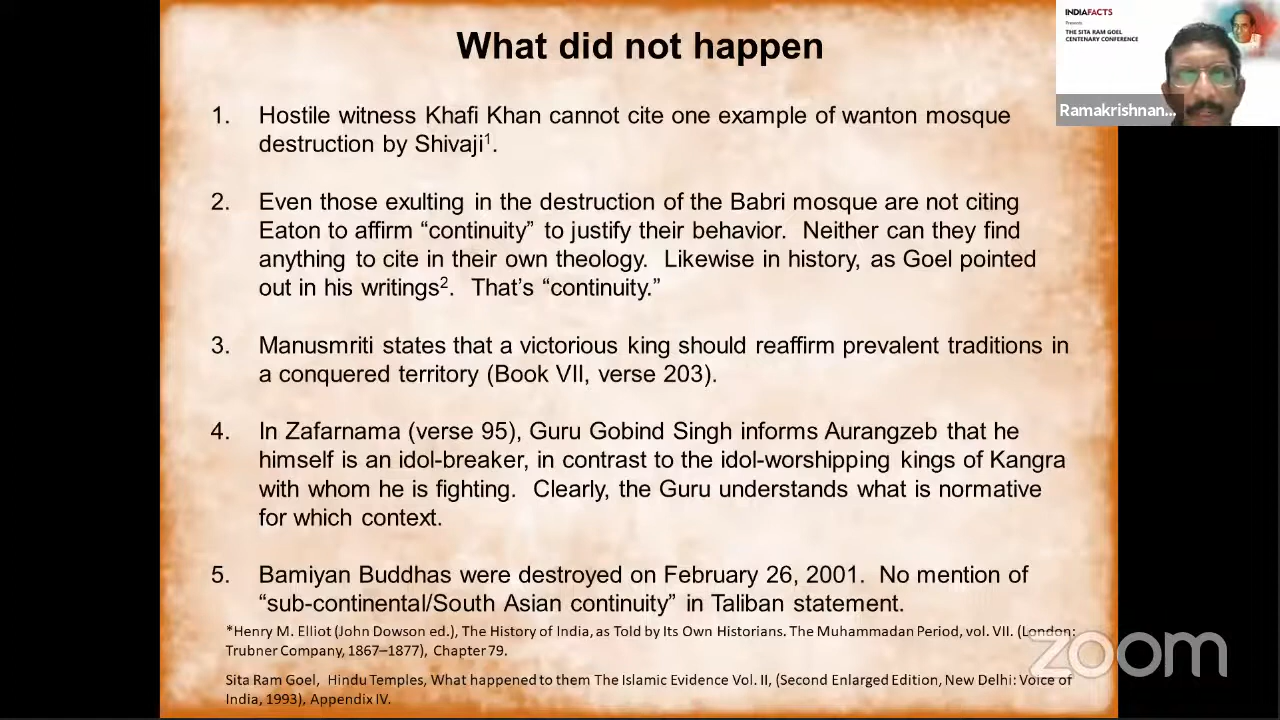 What did not happen
INDIAFACTS
Presents
THE SITA RAM GOEL
CENTENARY CONFERENCE
Ramakrishnan...
1. Hostile witness Khafi Khan cannot cite one example of wanton mosque
destruction by Shivaji¹.
2. Even those exulting in the destruction of the Babri mosque are not citing
Eaton to affirm “continuity” to justify their behavior. Neither can they find
anything to cite in their own theology. Likewise in history, as Goel pointed
out in his writings². That’s “continuity.”
3. Manusmriti states that a victorious king should reaffirm prevalent traditions in
a conquered territory (Book VII, verse 203).
4. In Zafarnama (verse 95), Guru Gobind Singh informs Aurangzeb that he
himself is an idol-breaker, in contrast to the idol-worshipping kings of Kangra
with whom he is fighting. Clearly, the Guru understands what is normative
for which context.
5. Bamiyan Buddhas were destroyed on February 26, 2001. No mention of
“sub-continental/South Asian continuity” in Taliban statement.
*Henry M. Elliot (John Dowson ed.), The History of India, as Told by Its Own Historians. The Muhammadan Period, vol. VII. (London:
Trubner Company, 1867–1877), Chapter 79.
Sita Ram Goel, Hindu Temples, What happened to them The Islamic Evidence Vol. II, (Second Enlarged Edition, New Delhi: Voice of
India, 1993), Appendix IV.
zoom